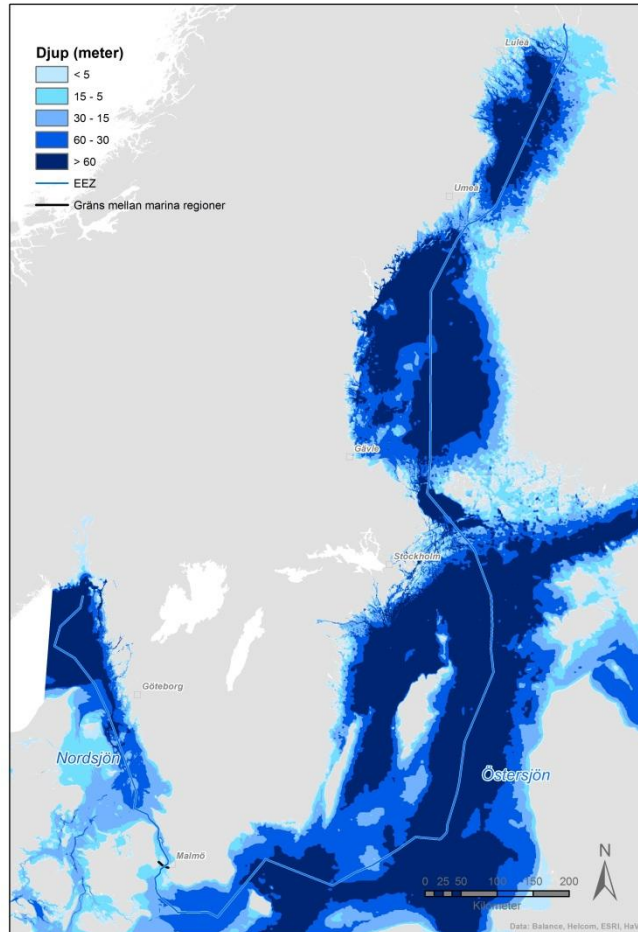 Djup (meter)
< 5
15 - 5
30 - 15
60 - 30
> 60
EEZ
Gräns mellan marina regioner
Luleå
Umeå
Gävle
Stockholm
Göteborg
Nordsjön
Östersjön
Malmö
N
0 25 50 100 150 200
Kilometer
Data: Balance, Helcom, ESRI, HaV